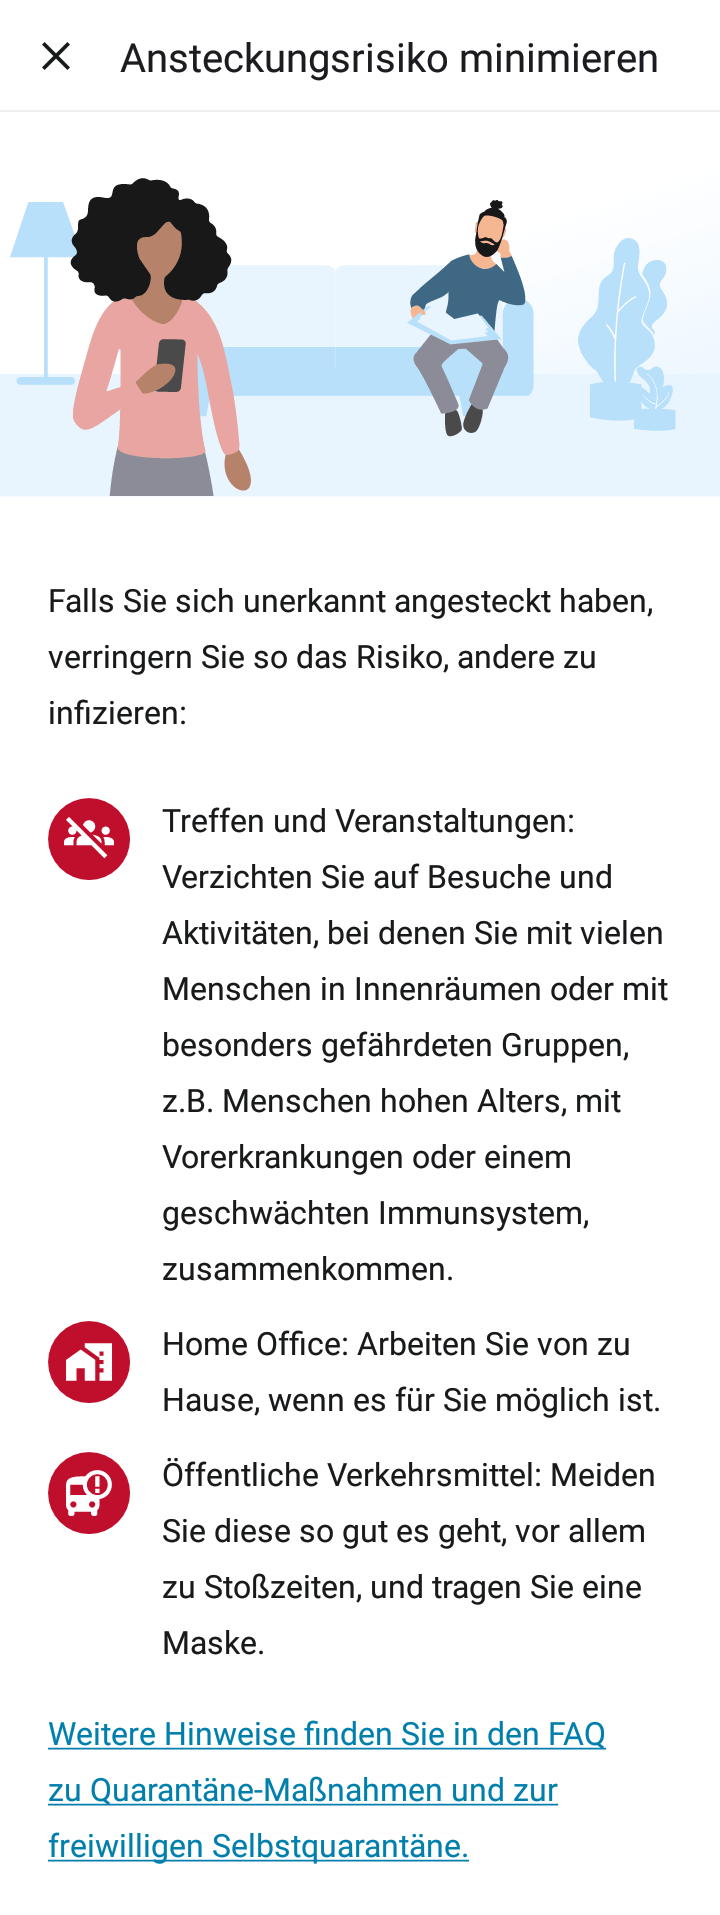 Ansteckungsrisiko minimieren
Falls Sie sich unerkannt angesteckt haben,
verringern Sie so das Risiko, andere zu
infizieren:
Treffen und Veranstaltungen:
Verzichten Sie auf Besuche und
Aktivitäten, bei denen Sie mit vielen
Menschen in Innenräumen oder mit
besonders gefährdeten Gruppen,
z.B. Menschen hohen Alters, mit
Vorerkrankungen oder einem
geschwächten Immunsystem,
zusammenkommen.
Home Office: Arbeiten Sie von zu
Hause, wenn es für Sie möglich ist.
Öffentliche Verkehrsmittel: Meiden
Sie diese so gut es geht, vor allem
zu Stoßzeiten, und tragen Sie eine
Maske.
Weitere Hinweise finden Sie in den FAQ
zu Quarantäne-Maßnahmen und zur
freiwilligen Selbstquarantäne.